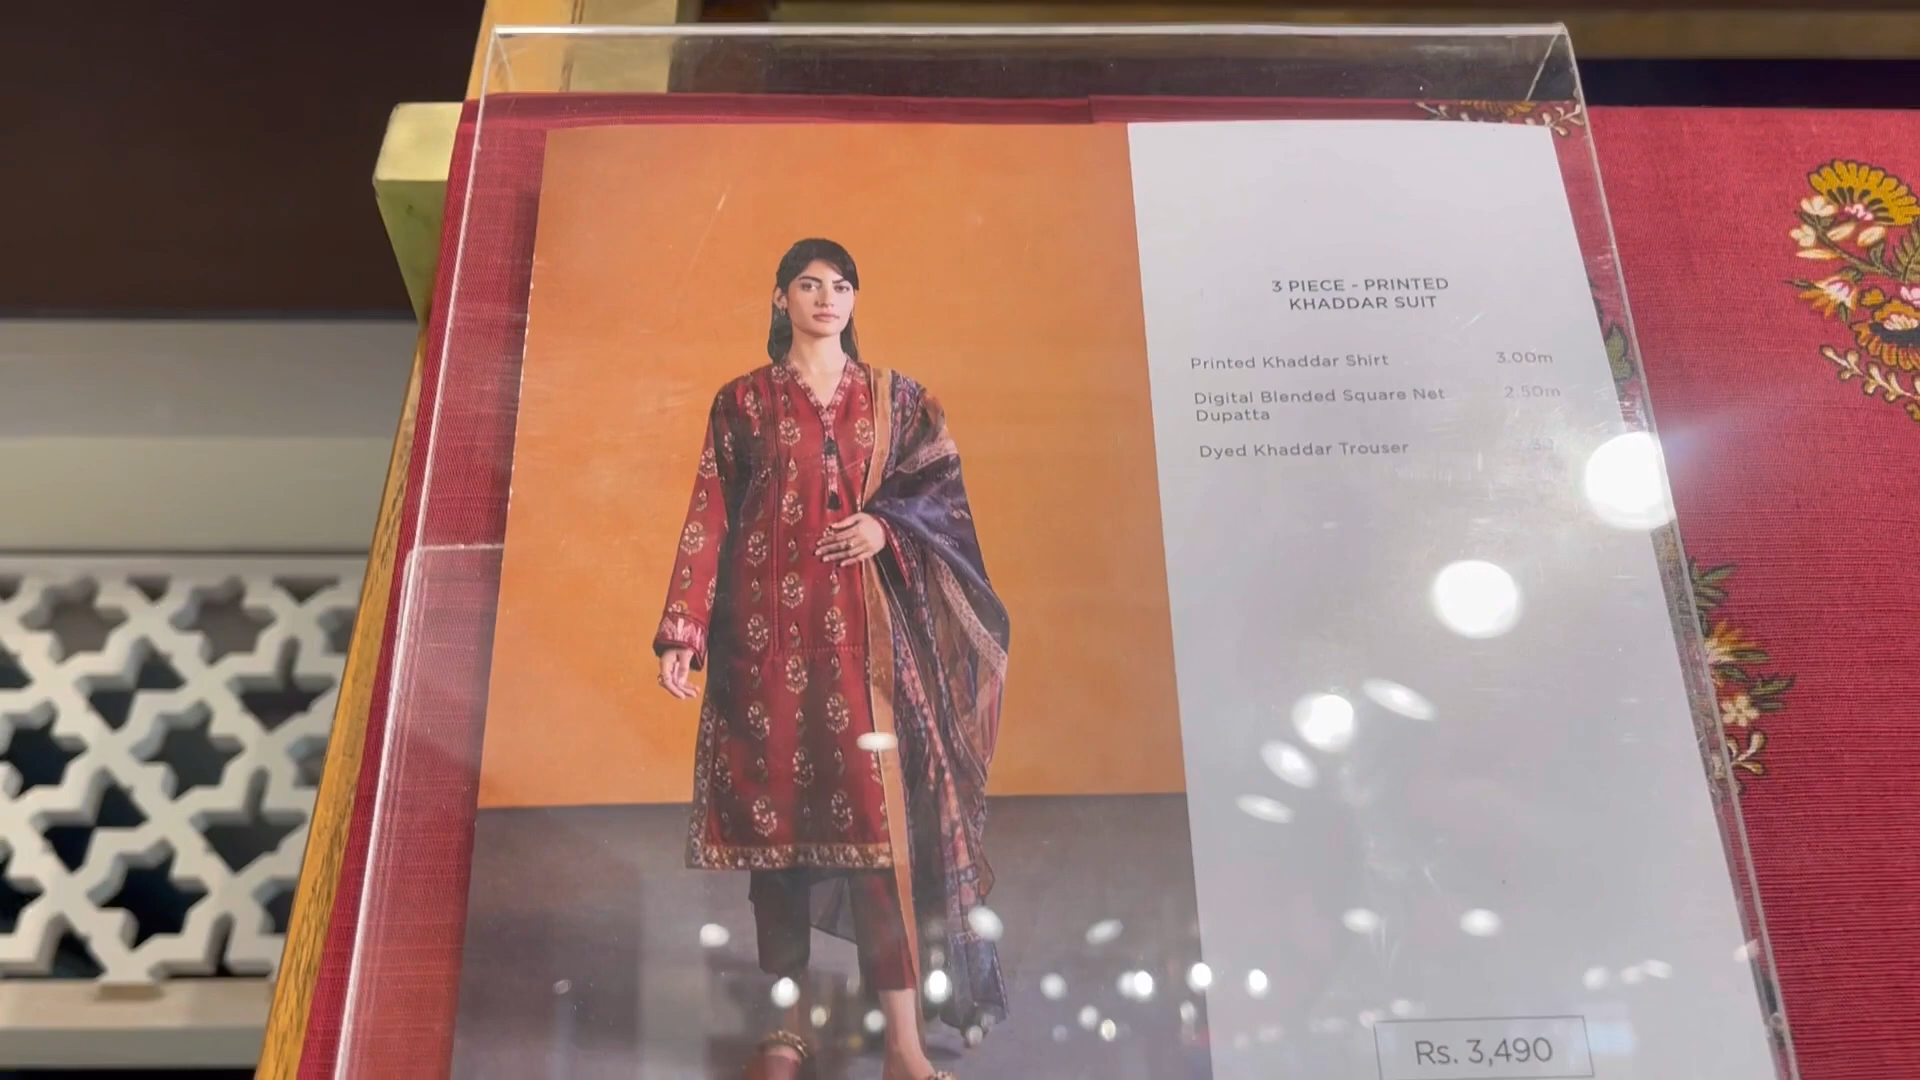 3 PIECE - PRINTED
KHADDAR SUIT
Printed Khaddar Shirt 3.00m
Digital Blended Square Net 2.50m
Dupatta
Dyed Khaddar Trouser
Rs. 3,490